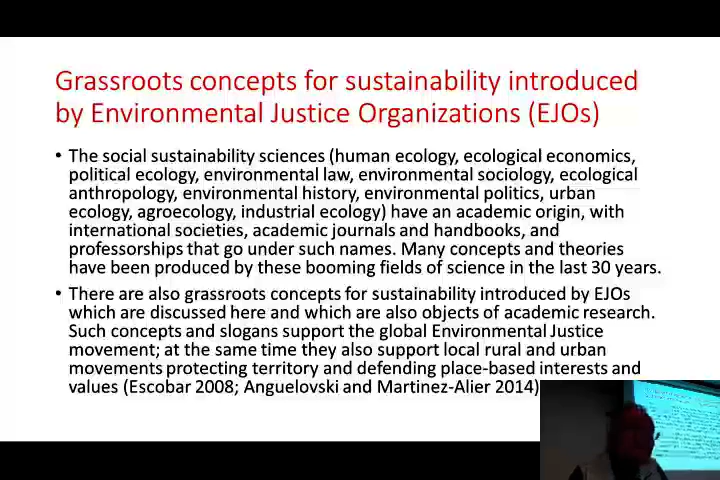 Grassroots concepts for sustainability introduced
by Environmental Justice Organizations (EJOs)
• The social sustainability sciences (human ecology, ecological economics,
political ecology, environmental law, environmental sociology, ecological
anthropology, environmental history, environmental politics, urban
ecology, agroecology, industrial ecology) have an academic origin, with
international societies, academic journals and handbooks, and
professorships that go under such names. Many concepts and theories
have been produced by these booming fields of science in the last 30 years.
• There are also grassroots concepts for sustainability introduced by EJOs
which are discussed here and which are also objects of academic research.
Such concepts and slogans support the global Environmental Justice
movement; at the same time they also support local rural and urban
movements protecting territory and defending place-based interests and
values (Escobar 2008; Anguelovski and Martinez-Alier 2014)